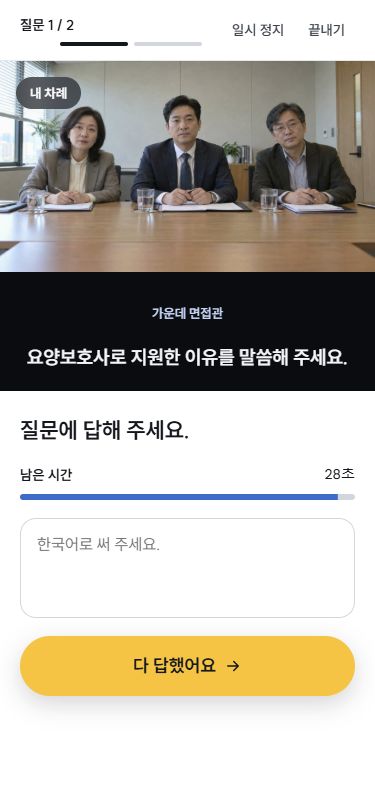 질문 1 / 2
일시 정지
끝내기
내 차례
가운데 면접관
요양보호사로 지원한 이유를 말씀해 주세요.
질문에 답해 주세요.
남은 시간
28초
한국어로 써 주세요.
다 답했어요 →